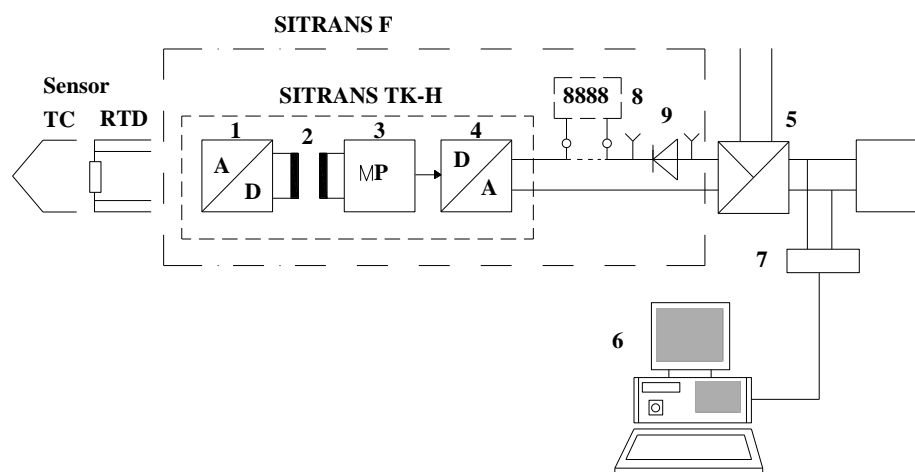 SITRANS F
Sensor
TC RTD
SITRANS TK-H
1 2 3 4
8888 8
9
5
A
D
MP
D
A
7
6